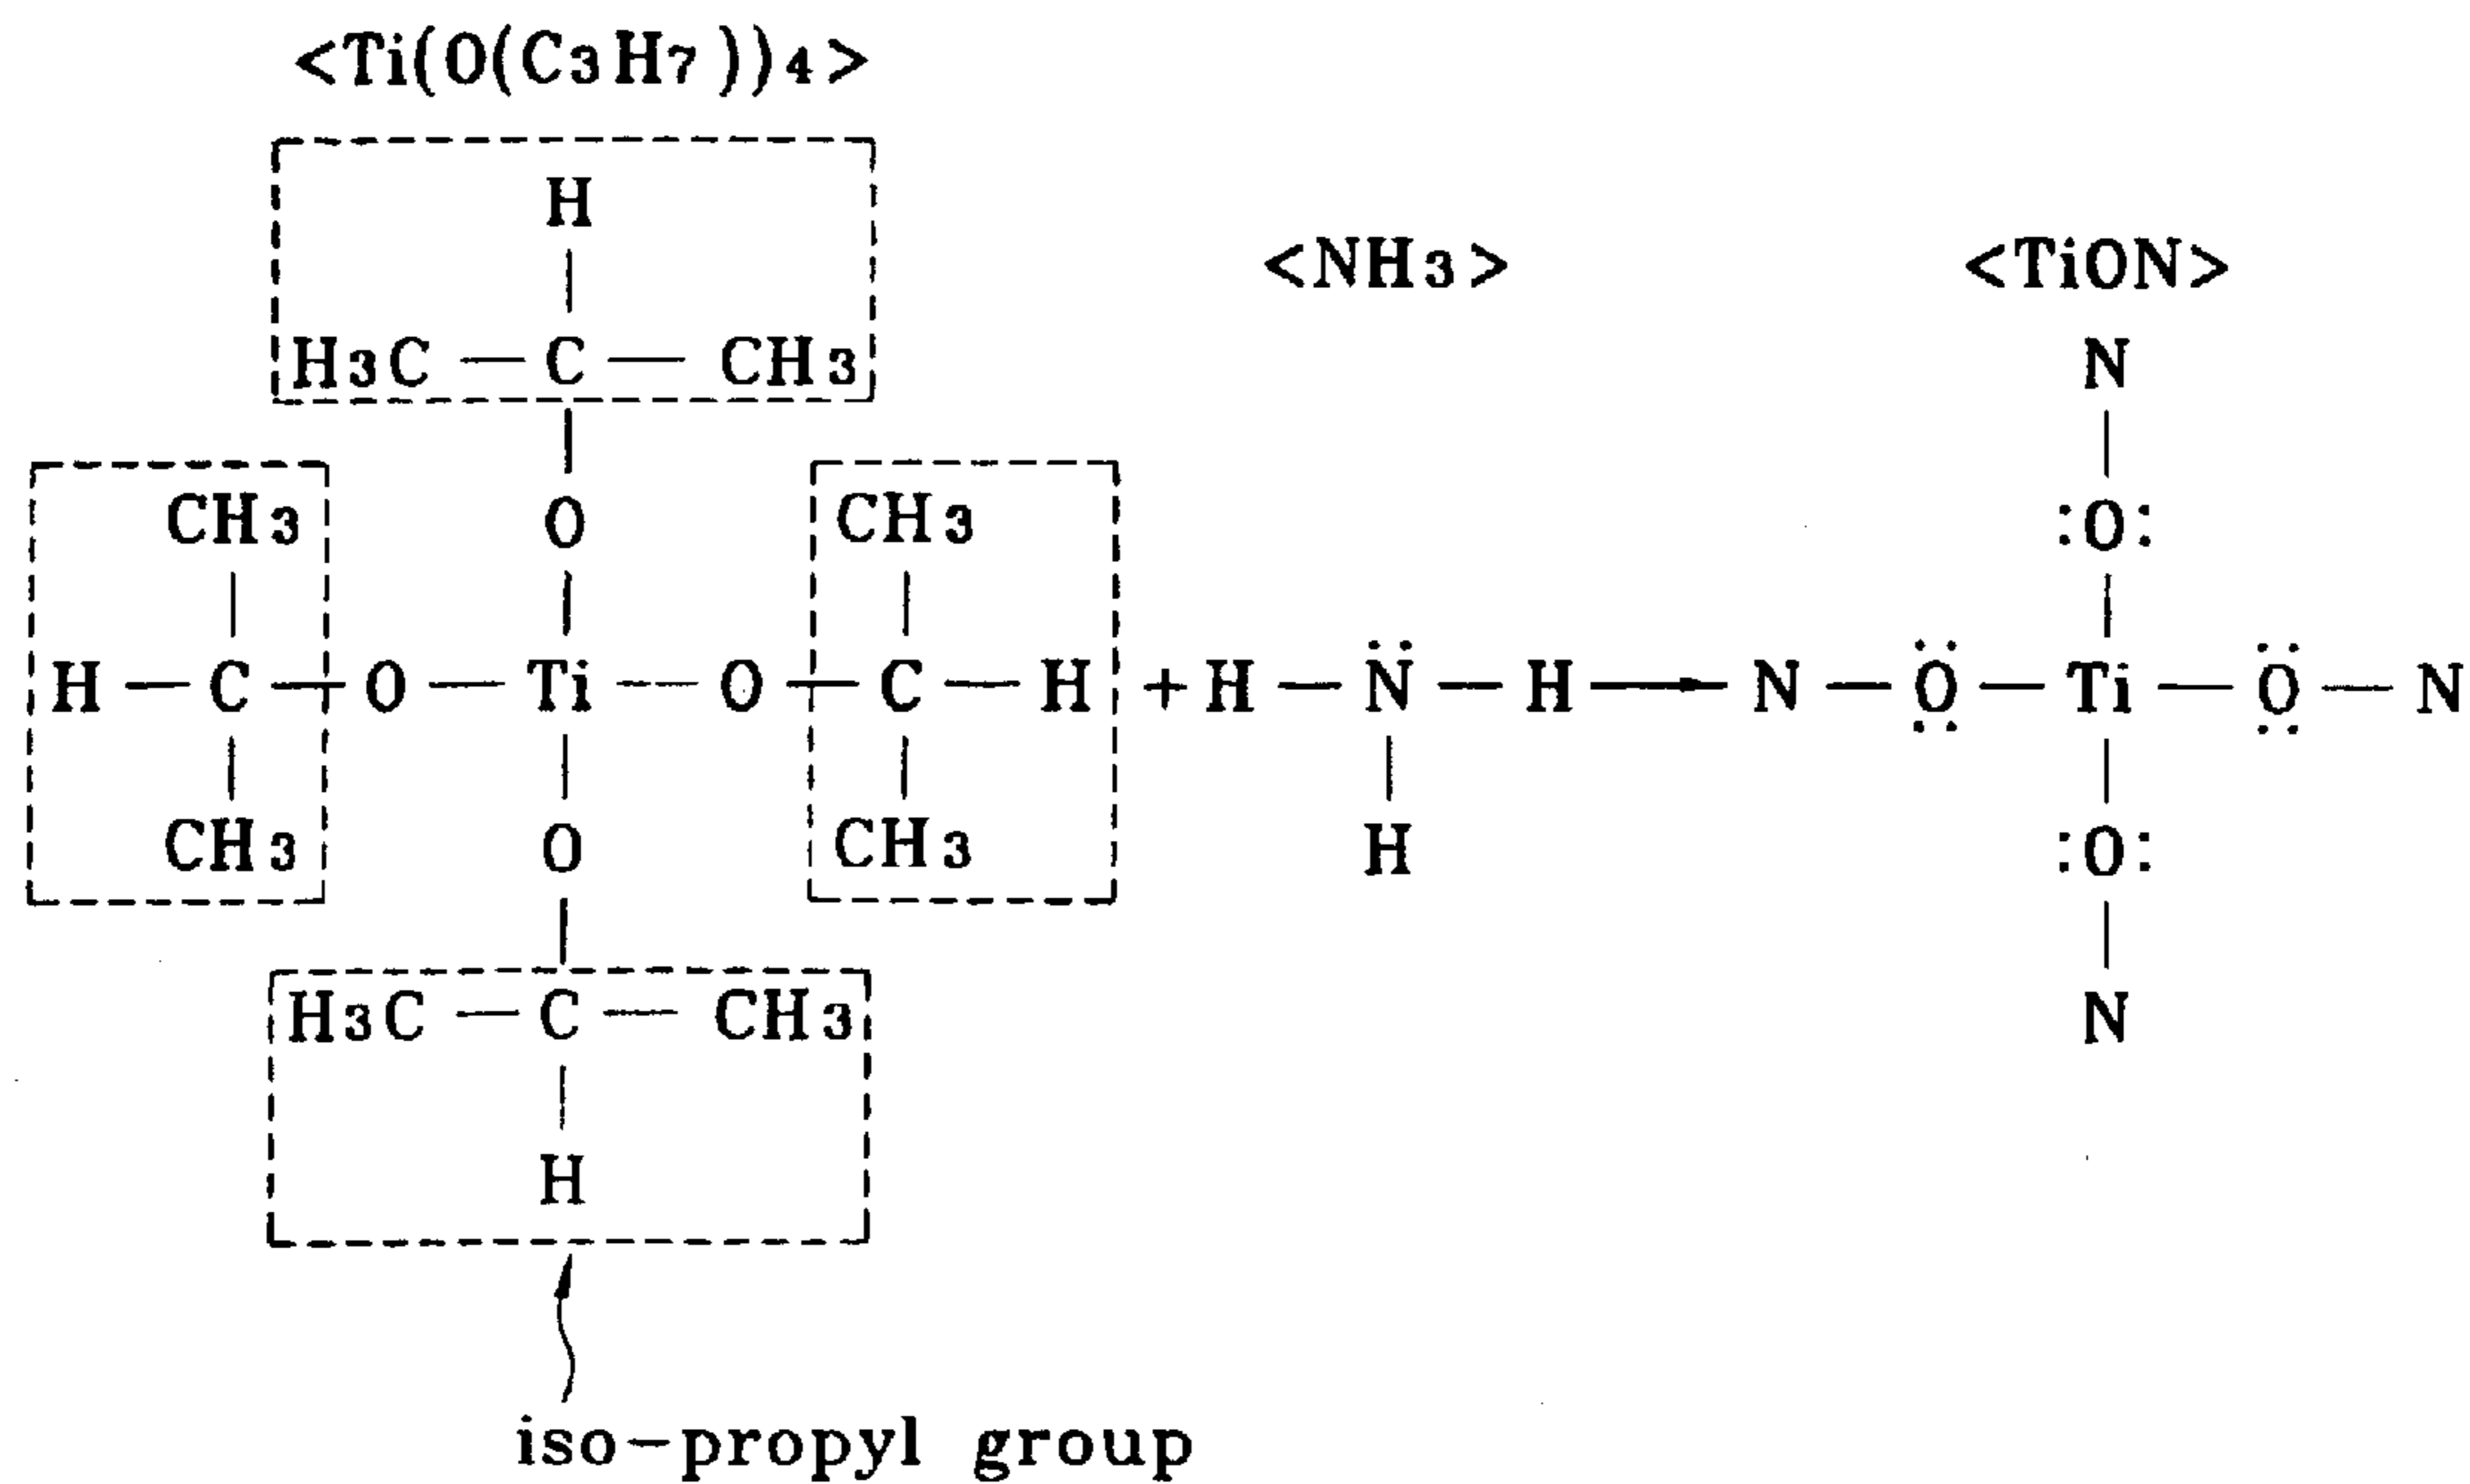 <Ti(O(C3H7))4>
H
<NH3> <TiON>
H3C — C — CH3 N
CH3 O CH3 :O:
H — C — O — Ti — O — C — H + H — N̈ — H → N — Ö̤ — Ti — Ö̤ — N
CH3 O CH3 H :O:
H3C — C — CH3 N
H
iso-propyl group